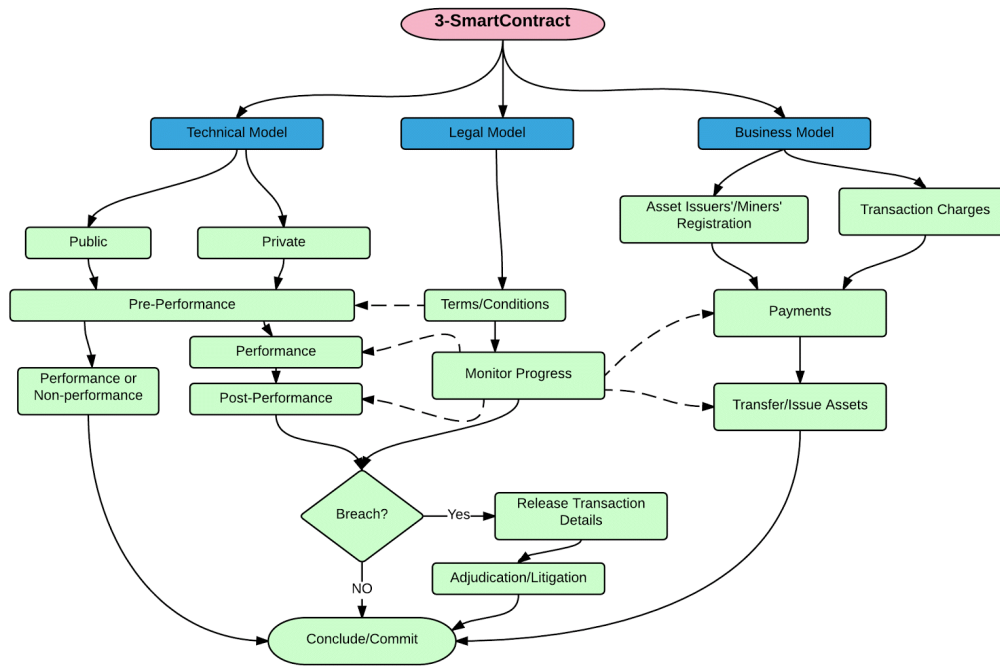 3-SmartContract
Technical Model
Legal Model
Business Model
Asset Issuers'/Miners'
Registration
Transaction Charges
Public
Private
Pre-Performance
Terms/Conditions
Payments
Performance
Monitor Progress
Performance or
Non-performance
Post-Performance
Transfer/Issue Assets
Breach?
Yes
Release Transaction
Details
Adjudication/Litigation
NO
Conclude/Commit